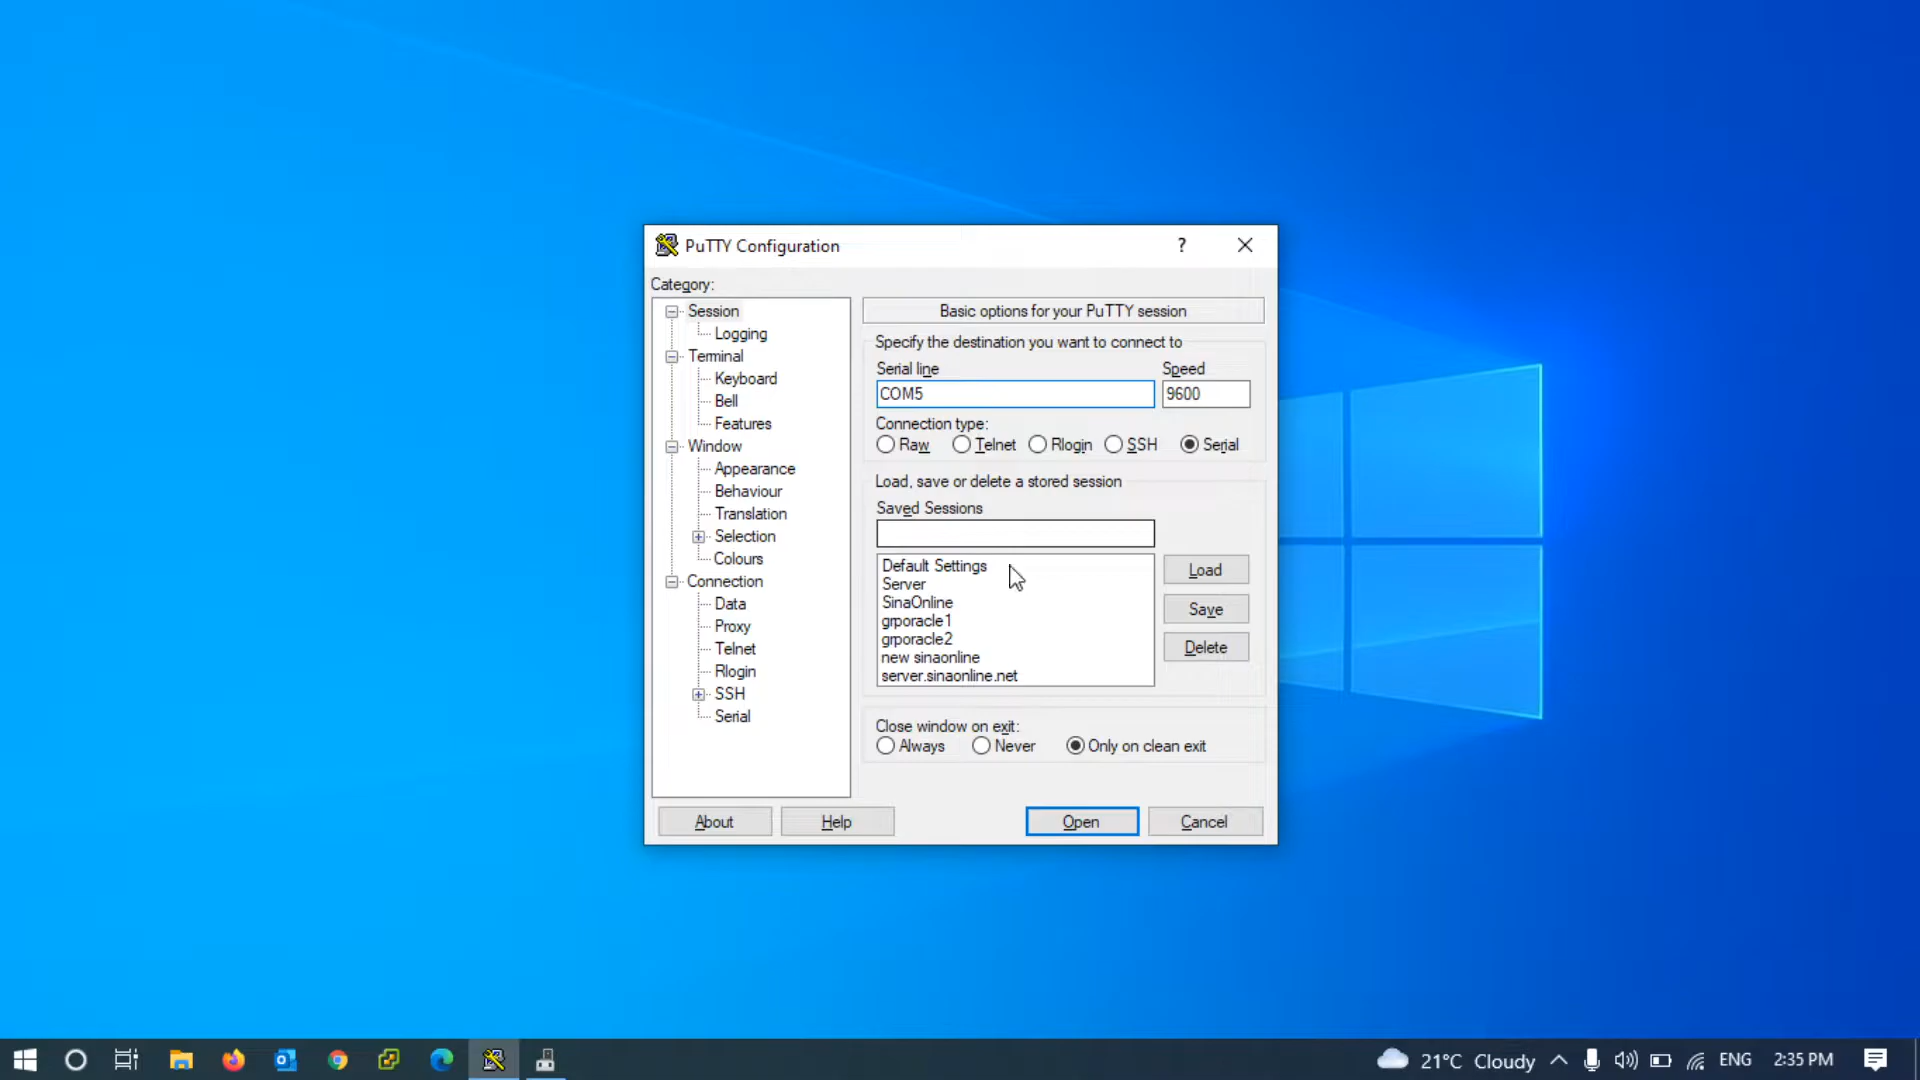 PuTTY Configuration
?
Category:
Session
Logging
Terminal
Keyboard
Bell
Features
Window
Appearance
Behaviour
Translation
Selection
Colours
Connection
Data
Proxy
Telnet
Rlogin
SSH
Serial
Basic options for your PuTTY session
Specify the destination you want to connect to
Serial line Speed
COM5 9600
Connection type:
Raw Telnet Rlogin SSH Serial
Load, save or delete a stored session
Saved Sessions
Default Settings
Server
SinaOnline
grporacle1
grporacle2
new sinaonline
server.sinaonline.net
Load
Save
Delete
Close window on exit:
Always Never Only on clean exit
About Help Open Cancel
21°C Cloudy ENG 2:35 PM